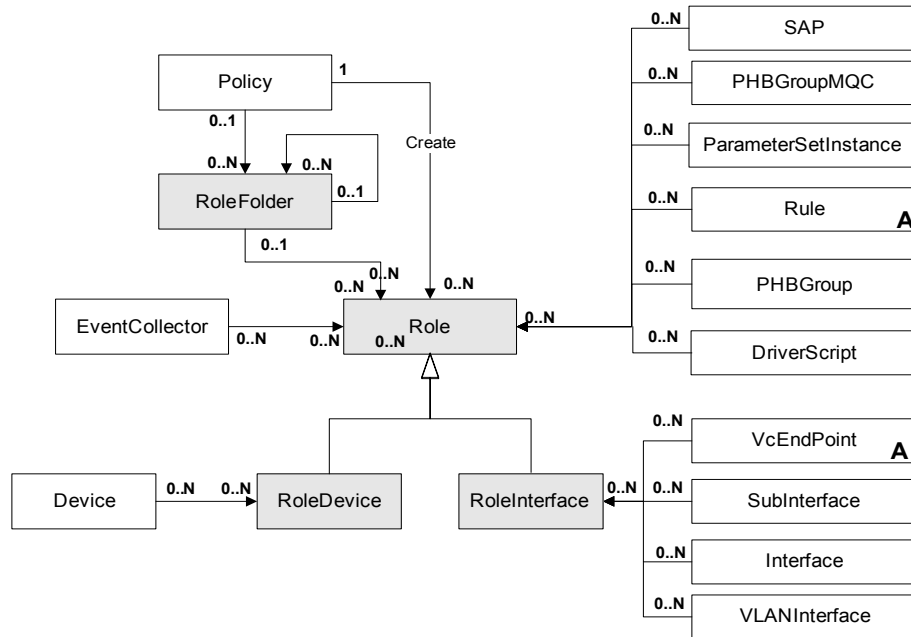 0..N
SAP
Policy
1
0..N
PHBGroupMQC
0..1
0..N
ParameterSetInstance
Create
0..N
0..N
RoleFolder
0..1
0..N
Rule
A
0..1
0..N
PHBGroup
0..N
0..N
0..N
EventCollector
0..N
0..N
Role
0..N
0..N
0..N
DriverScript
0..N
VcEndPoint
A
Device
0..N
0..N
RoleDevice
RoleInterface
0..N
0..N
SubInterface
0..N
Interface
0..N
VLANInterface